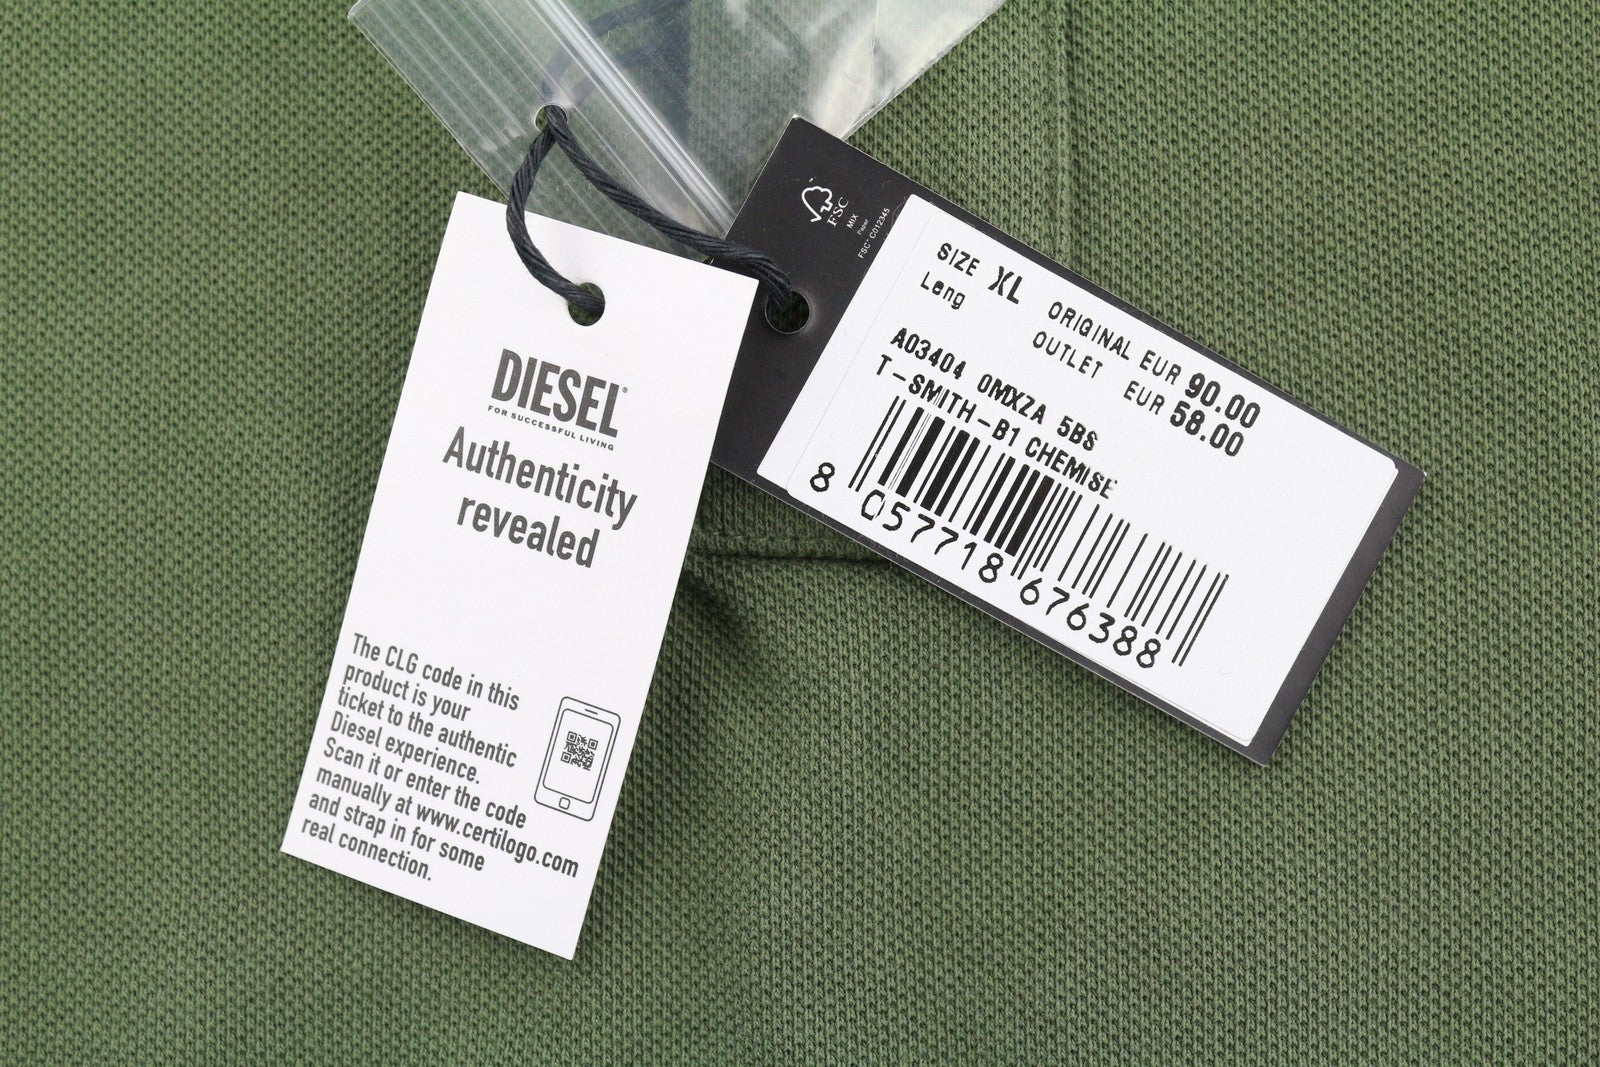 DIESEL®
FOR SUCCESSFUL LIVING
Authenticity
revealed
The CLG code in this
product is your
ticket to the authentic
Diesel experience.
Scan it or enter the code
manually at www.certilogo.com
and strap in for some
real connection.
FSC
MIX
Paper
FSC® C012345
SIZE XL ORIGINAL EUR 90.00
Leng OUTLET EUR 58.00
A03404 0MXZA 5BS
T-SMITH-B1 CHEMISE
8 057718 676388